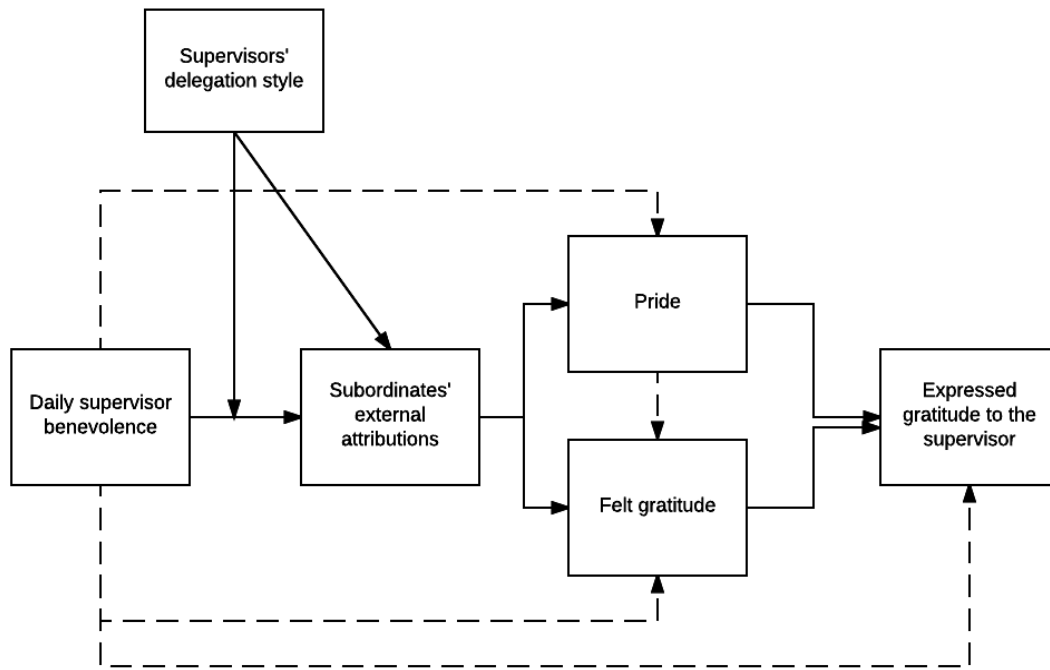 Supervisors'
delegation style
Pride
Daily supervisor
benevolence
Subordinates'
external
attributions
Expressed
gratitude to the
supervisor
Felt gratitude